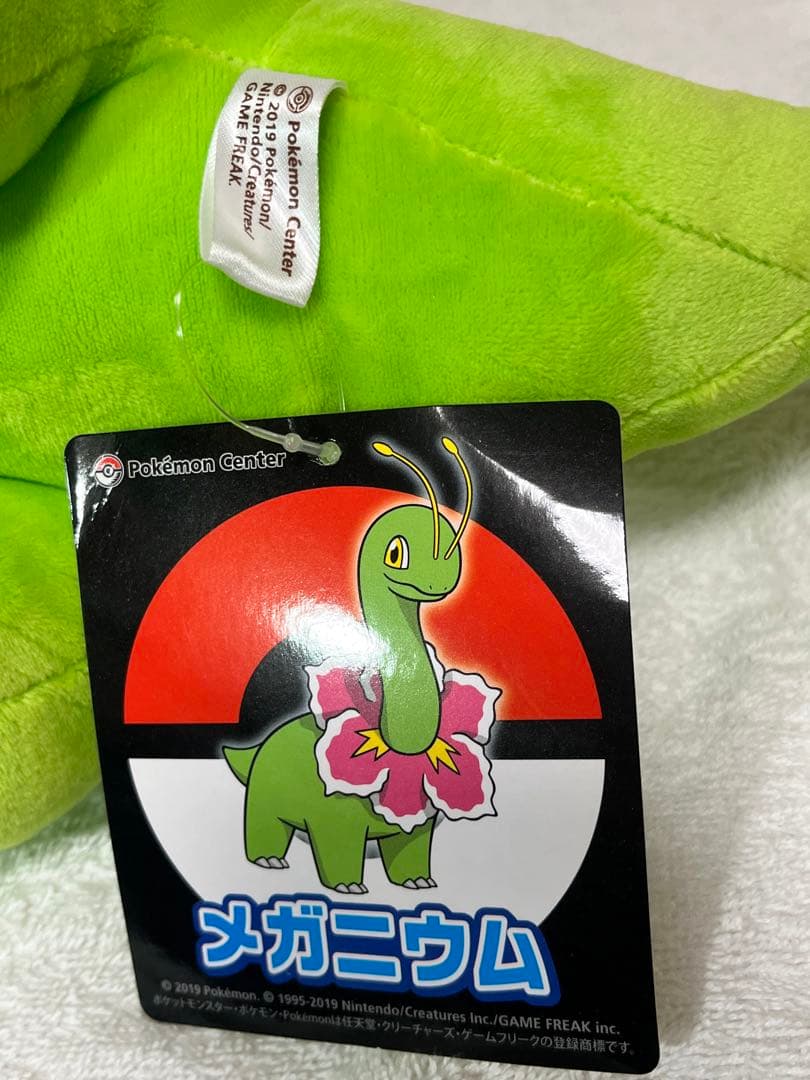 Pokémon Center
© 2019 Pokémon/
Nintendo/Creatures/
GAME FREAK.
Pokémon Center
メガニウム
© 2019 Pokémon. © 1995-2019 Nintendo/Creatures Inc./GAME FREAK inc.
ポケットモンスター・ポケモン・Pokémonは任天堂・クリーチャーズ・ゲームフリークの登録商標です。